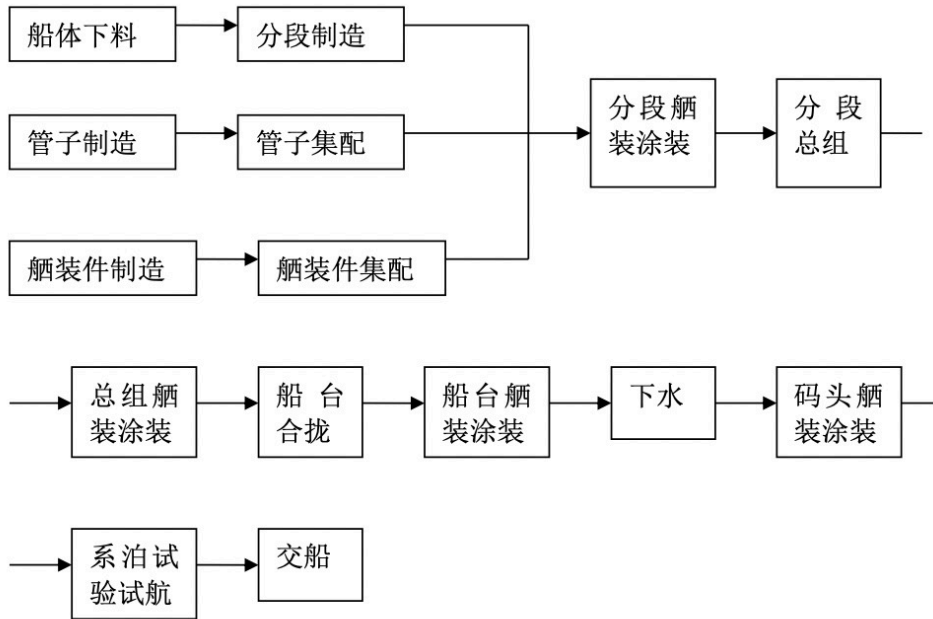 船体下料
分段制造
管子制造
管子集配
分段舾
装涂装
分 段
总组
舾装件制造
舾装件集配
总组舾
装涂装
船 台
合拢
船台舾
装涂装
下水
码头舾
装涂装
系泊试
验试航
交船